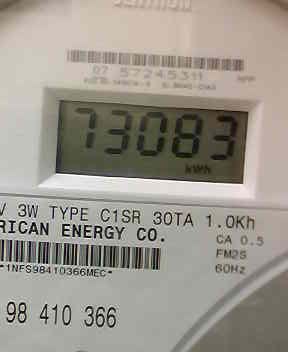 07 57245311
73083
kWh
V 3W TYPE C1SR 30TA 1.0Kh
RICAN ENERGY CO.
CA 0.5
FM2S
60Hz
*1NFS98410366MEC*
98 410 366